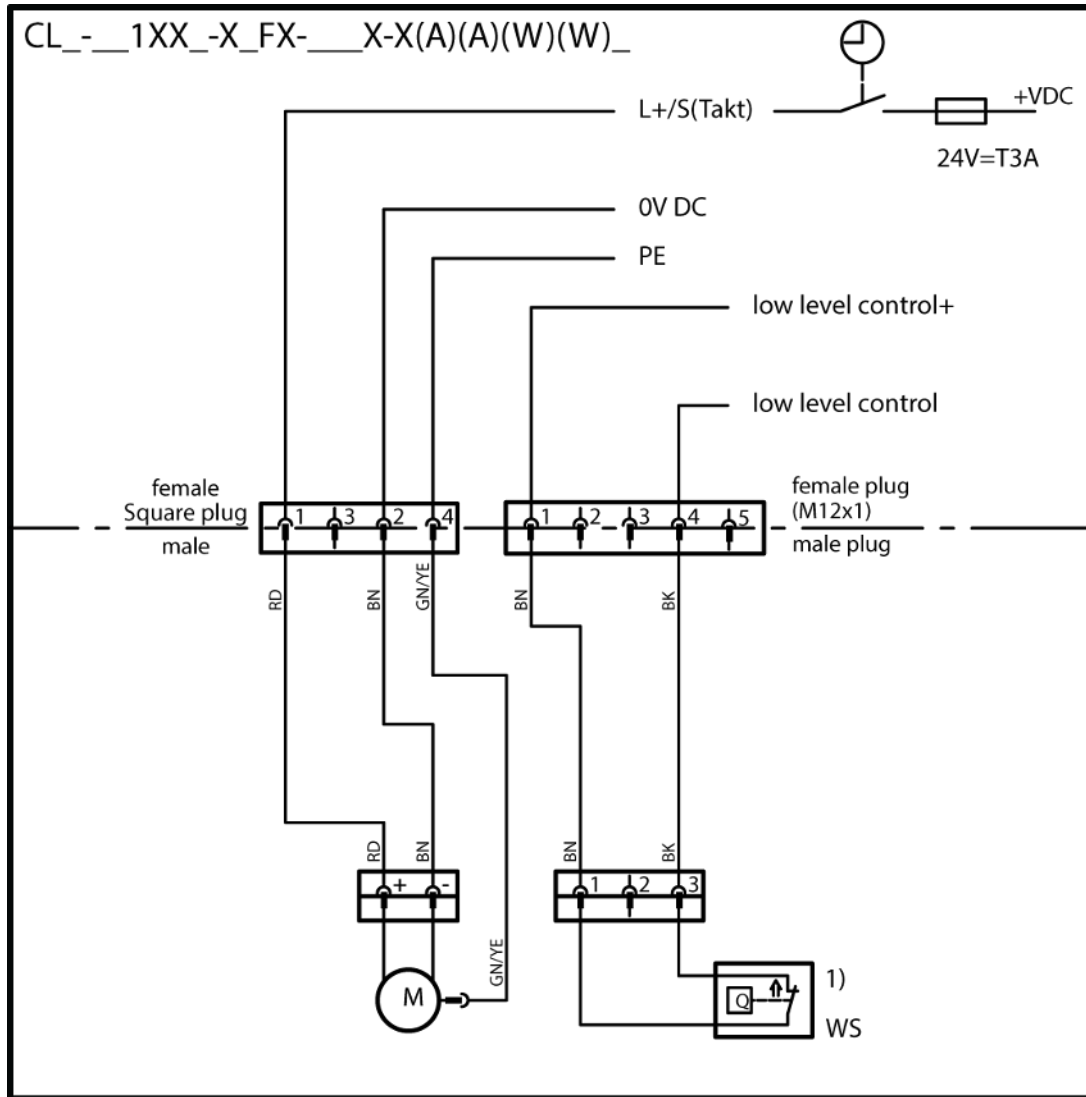 CL_-__1XX_-X_FX-___X-X(A)(A)(W)(W)_
L+/S(Takt)
+VDC
24V=T3A
0V DC
PE
low level control+
low level control
female
Square plug
male
1 3 2 4
1 2 3 4 5
female plug
(M12x1)
male plug
RD
BN
GN/YE
BN
BK
RD
BN
BN
BK
+ -
1 2 3
GN/YE
M
Q
1)
WS